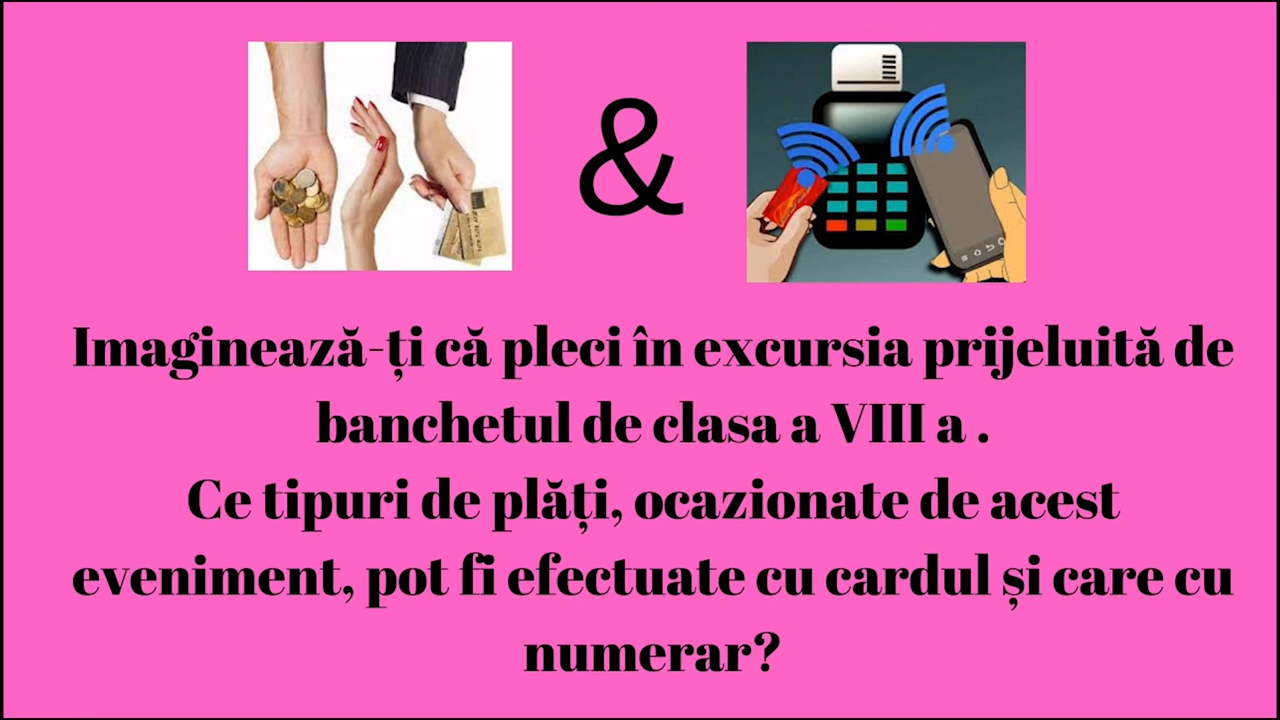 &
Imaginează-ți că pleci în excursia prijeluită de
banchetul de clasa a VIII a .
Ce tipuri de plăți, ocazionate de acest
eveniment, pot fi efectuate cu cardul și care cu
numerar?